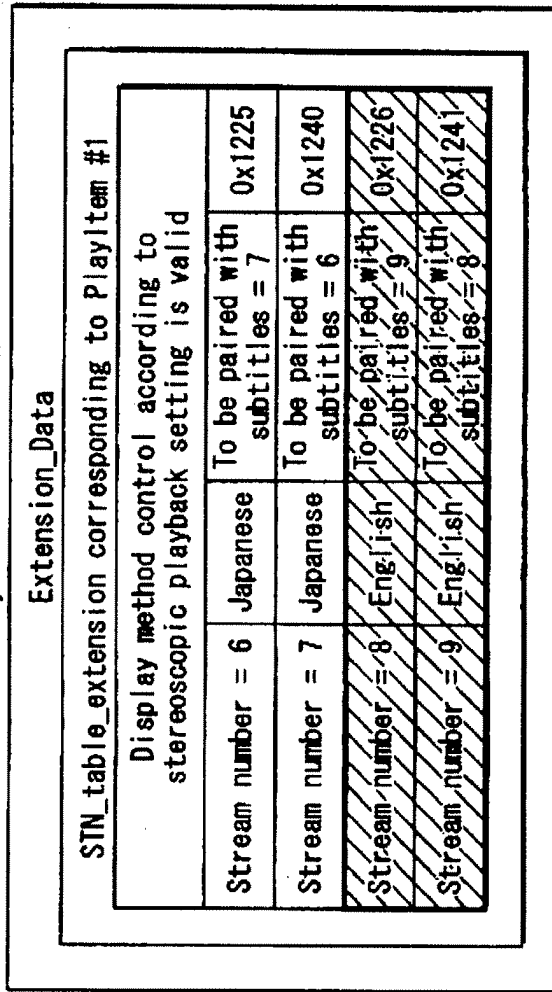 Extension_Data
STN_table_extension corresponding to PlayItem #1
Display method control according to
stereoscopic playback setting is valid
Stream number = 6 Japanese To be paired with subtitles = 7 0x1225
Stream number = 7 Japanese To be paired with subtitles = 6 0x1240
Stream number = 8 English To be paired with subtitles = 9 0x1226
Stream number = 9 English To be paired with subtitles = 8 0x1241